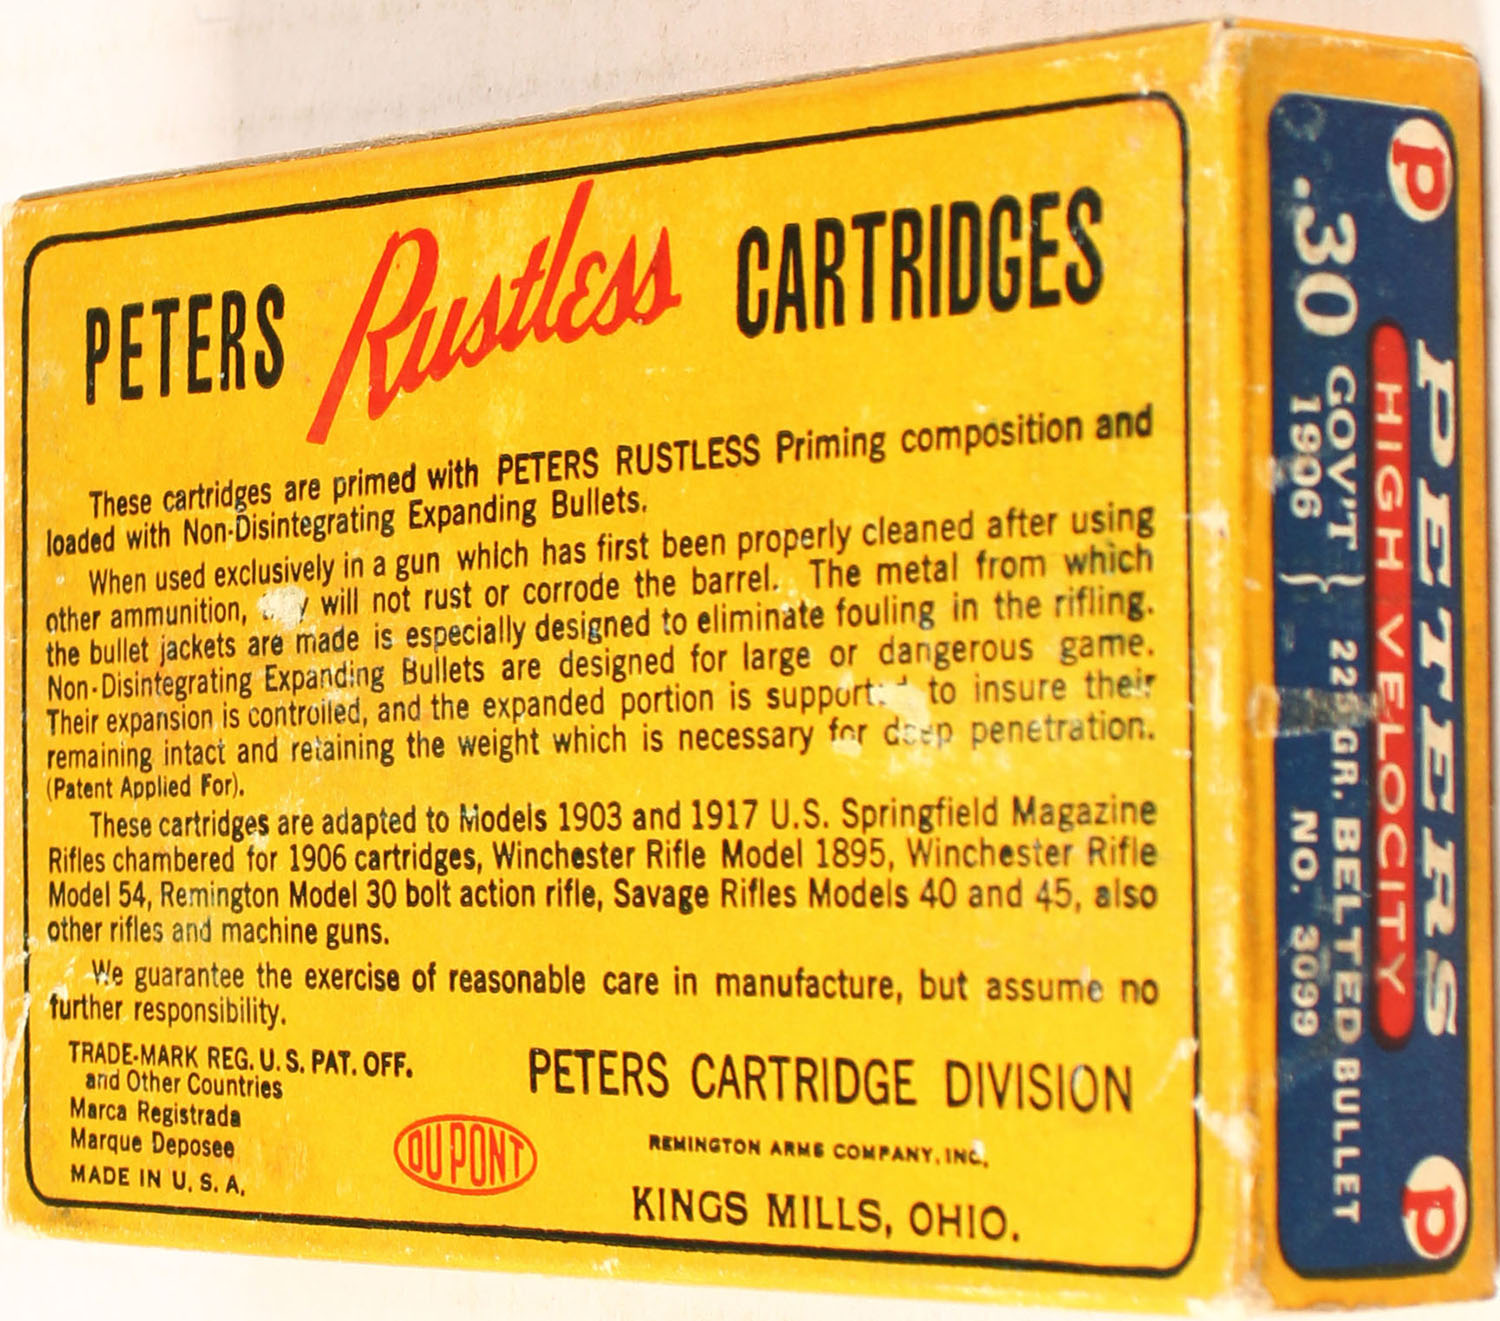 PETERS Rustless CARTRIDGES
These cartridges are primed with PETERS RUSTLESS Priming composition and
loaded with Non-Disintegrating Expanding Bullets.
When used exclusively in a gun which has first been properly cleaned after using
other ammunition, will not rust or corrode the barrel. The metal from which
the bullet jackets are made is especially designed to eliminate fouling in the rifling.
Non-Disintegrating Expanding Bullets are designed for large or dangerous game.
Their expansion is controlled, and the expanded portion is support to insure their
remaining intact and retaining the weight which is necessary for deep penetration.
(Patent Applied For).
These cartridges are adapted to Models 1903 and 1917 U.S. Springfield Magazine
Rifles chambered for 1906 cartridges, Winchester Rifle Model 1895, Winchester Rifle
Model 54, Remington Model 30 bolt action rifle, Savage Rifles Models 40 and 45, also
other rifles and machine guns.
We guarantee the exercise of reasonable care in manufacture, but assume no
further responsibility.
TRADE-MARK REG. U. S. PAT. OFF.
and Other Countries
Marca Registrada
Marque Deposee
MADE IN U. S. A.
DU PONT
PETERS CARTRIDGE DIVISION
REMINGTON ARMS COMPANY, INC.
KINGS MILLS, OHIO.
P PETERS P
HIGH VELOCITY
.30 GOV'T 1906 } 225 GR. BELTED BULLET
NO. 3099